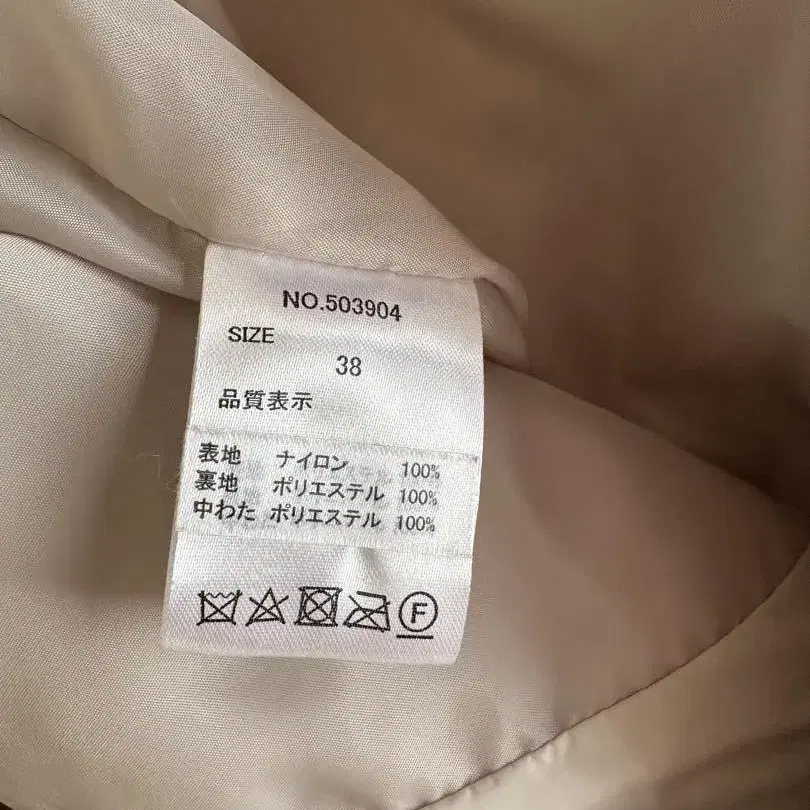 NO.503904
SIZE
38
品質表示
表地 ナイロン 100%
裏地 ポリエステル 100%
中わた ポリエステル 100%
F